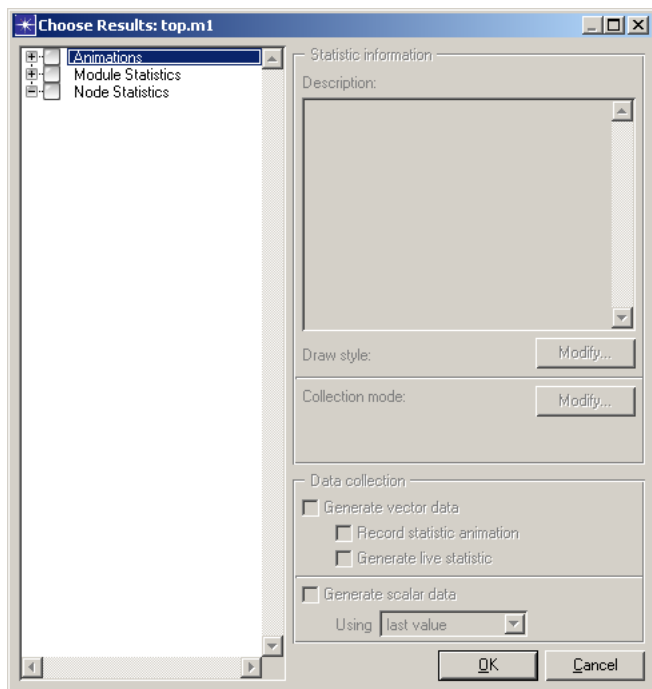 Choose Results: top.m1
Animations
Module Statistics
Node Statistics
Statistic information
Description:
Draw style:
Modify...
Collection mode:
Modify...
Data collection
Generate vector data
Record statistic animation
Generate live statistic
Generate scalar data
Using last value
OK
Cancel